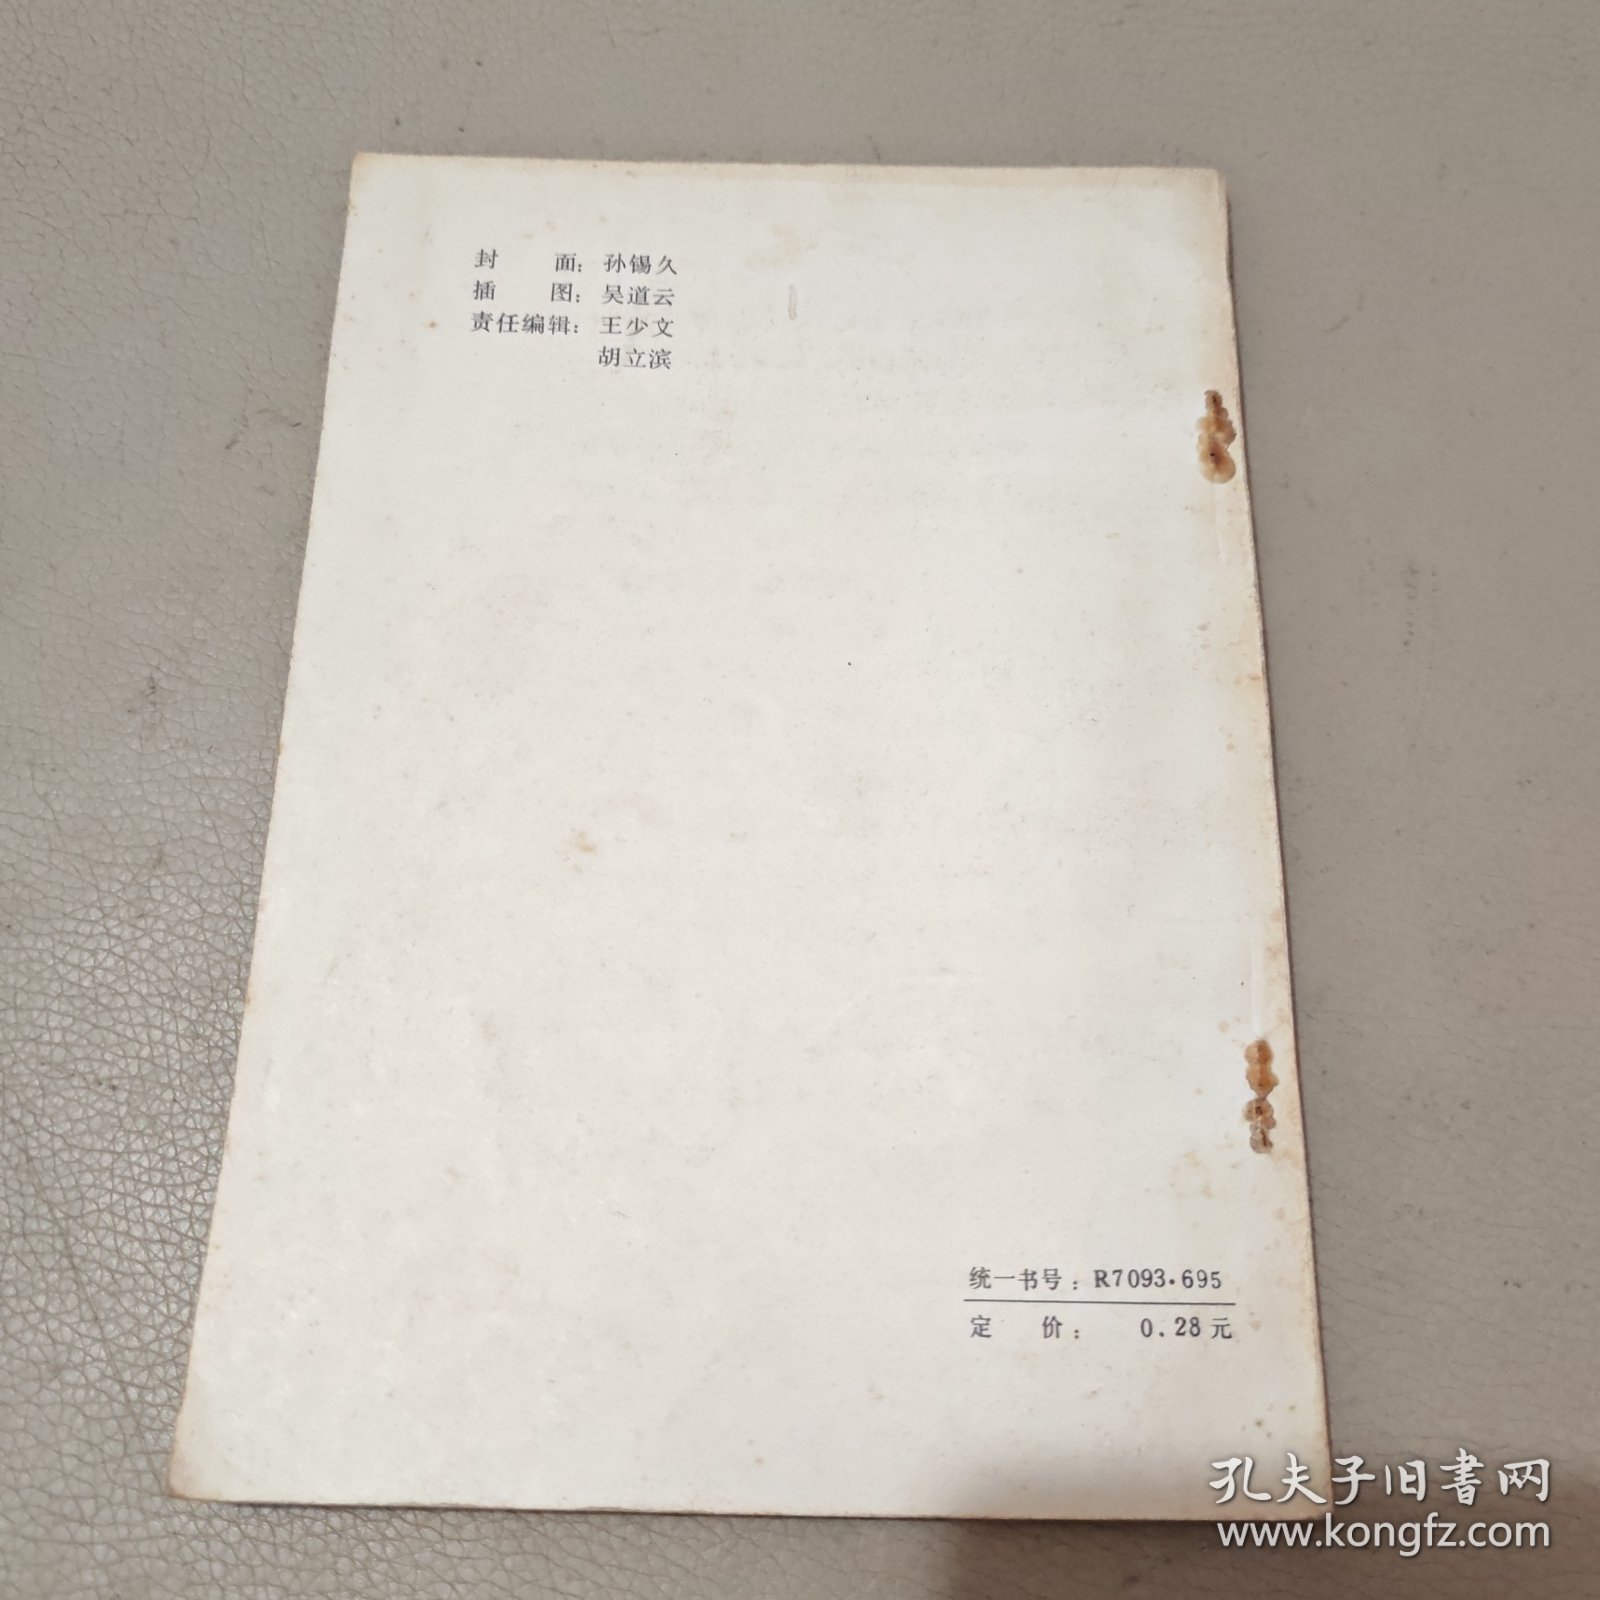 封　　面：孙锡久
插　　图：吴道云
责任编辑：王少文
胡立滨
统一书号：R7093·695
定　　价：　0.28元
孔夫子旧书网
www.kongfz.com